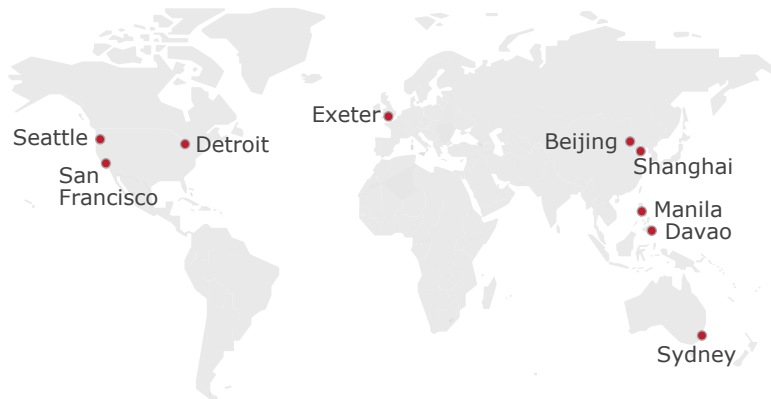 Exeter
Seattle
Detroit
Beijing
Shanghai
San
Francisco
Manila
Davao
Sydney